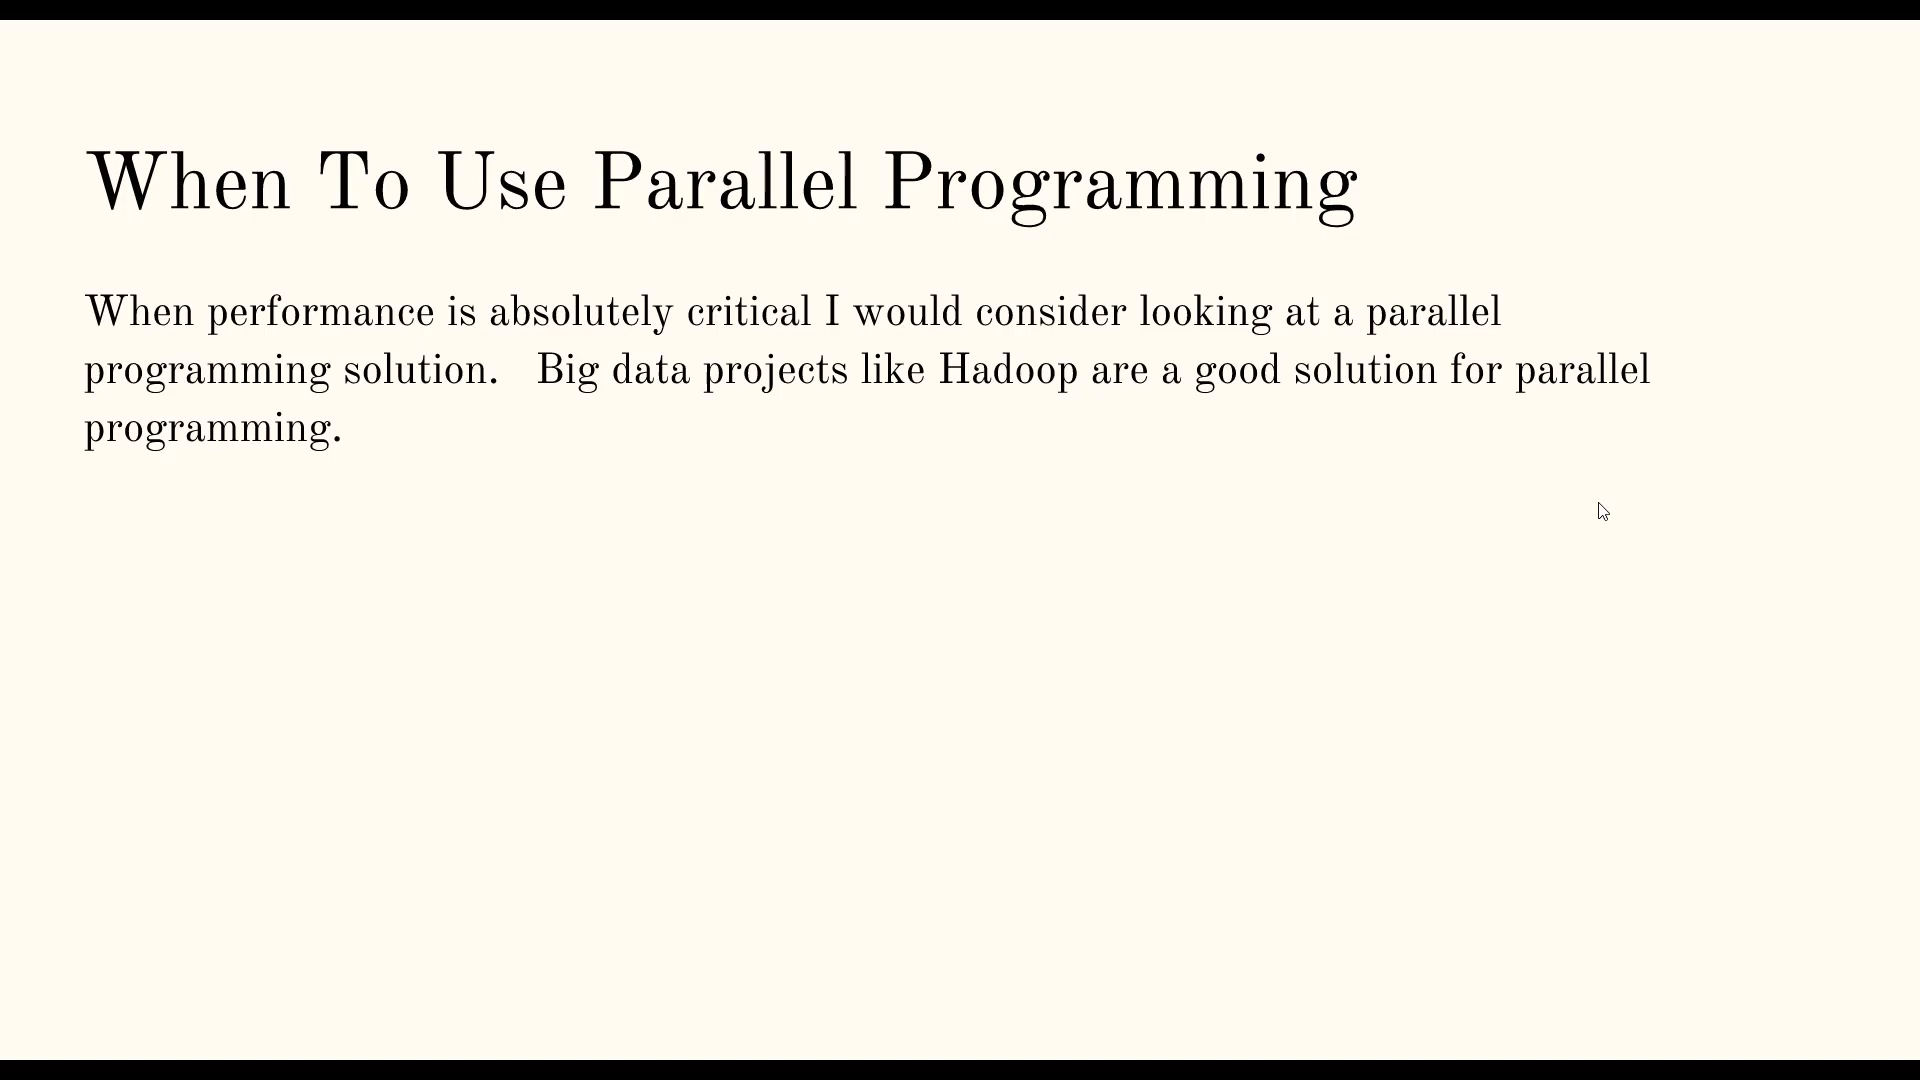 When To Use Parallel Programming
When performance is absolutely critical I would consider looking at a parallel
programming solution.   Big data projects like Hadoop are a good solution for parallel
programming.